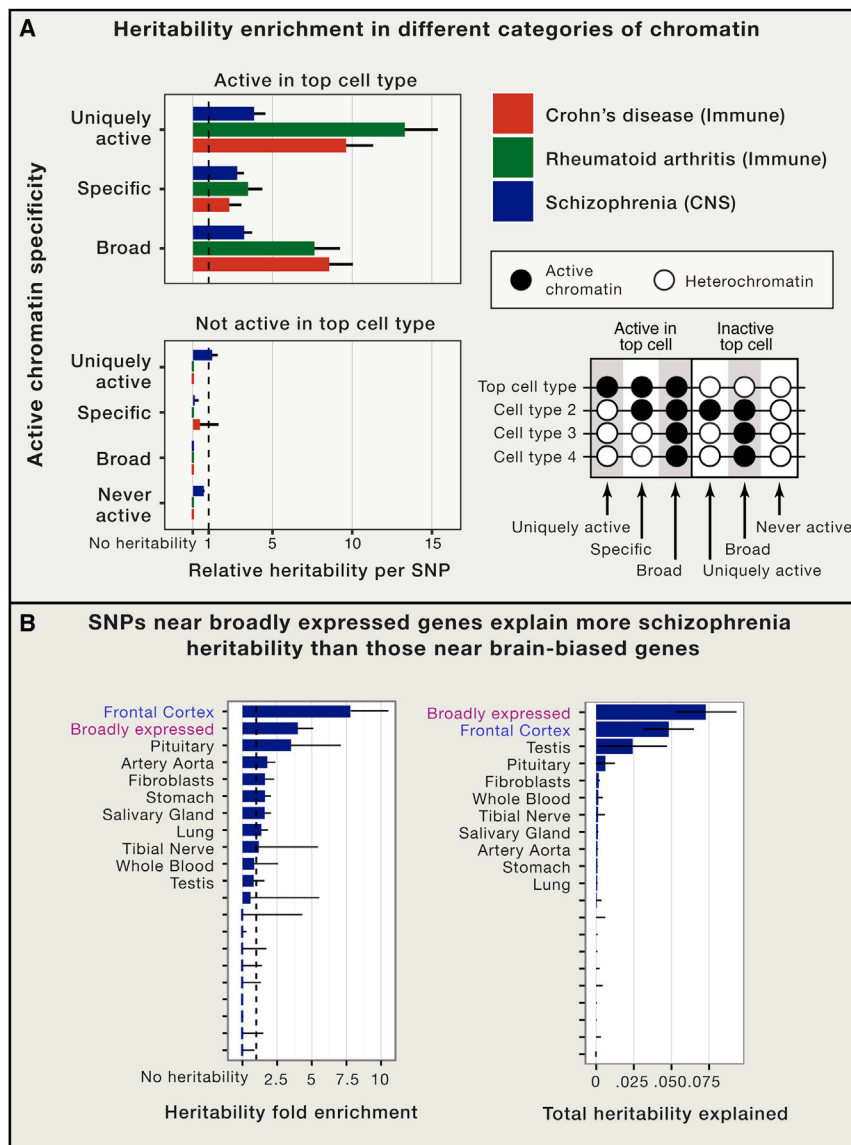 A
Heritability enrichment in different categories of chromatin
Active in top cell type
Active chromatin specificity
Uniquely
active
Specific
Broad
Not active in top cell type
Uniquely
active
Specific
Broad
Never
active
No heritability 1 5 10 15
Relative heritability per SNP
Crohn's disease (Immune)
Rheumatoid arthritis (Immune)
Schizophrenia (CNS)
Active
chromatin
Heterochromatin
Active in
top cell
Inactive
top cell
Top cell type
Cell type 2
Cell type 3
Cell type 4
Uniquely active
Never active
Specific
Broad
Broad
Uniquely active
B
SNPs near broadly expressed genes explain more schizophrenia
heritability than those near brain-biased genes
Frontal Cortex
Broadly expressed
Pituitary
Artery Aorta
Fibroblasts
Stomach
Salivary Gland
Lung
Tibial Nerve
Whole Blood
Testis
No heritability 2.5 5 7.5 10
Heritability fold enrichment
Broadly expressed
Frontal Cortex
Testis
Pituitary
Fibroblasts
Whole Blood
Tibial Nerve
Salivary Gland
Artery Aorta
Stomach
Lung
0 .025 .050 .075
Total heritability explained